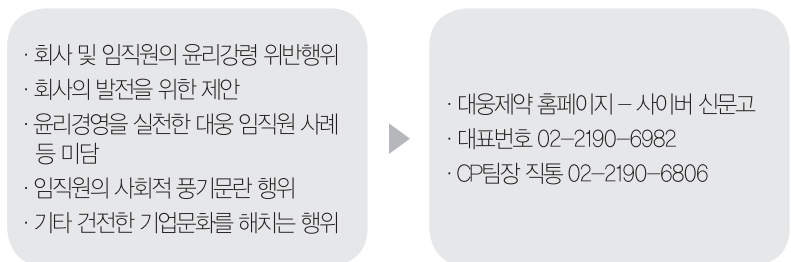 · 회사 및 임직원의 윤리강령 위반행위
· 회사의 발전을 위한 제안
· 윤리경영을 실천한 대웅 임직원 사례
등 미담
· 임직원의 사회적 풍기문란 행위
· 기타 건전한 기업문화를 해치는 행위
· 대웅제약 홈페이지 – 사이버 신문고
· 대표번호 02–2190–6982
· CP팀장 직통 02–2190–6806